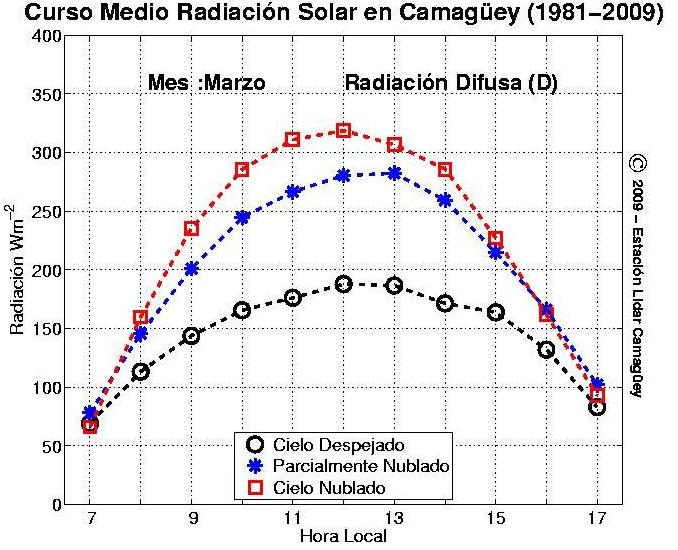 Curso Medio Radiación Solar en Camagüey (1981−2009)
400
350
300
250
200
150
100
50
0
Radiación Wm−2
Mes :Marzo
Radiación Difusa (D)
© 2009 − Estación Lidar Camagüey
Cielo Despejado
Parcialmente Nublado
Cielo Nublado
7 9 11 13 15 17
Hora Local